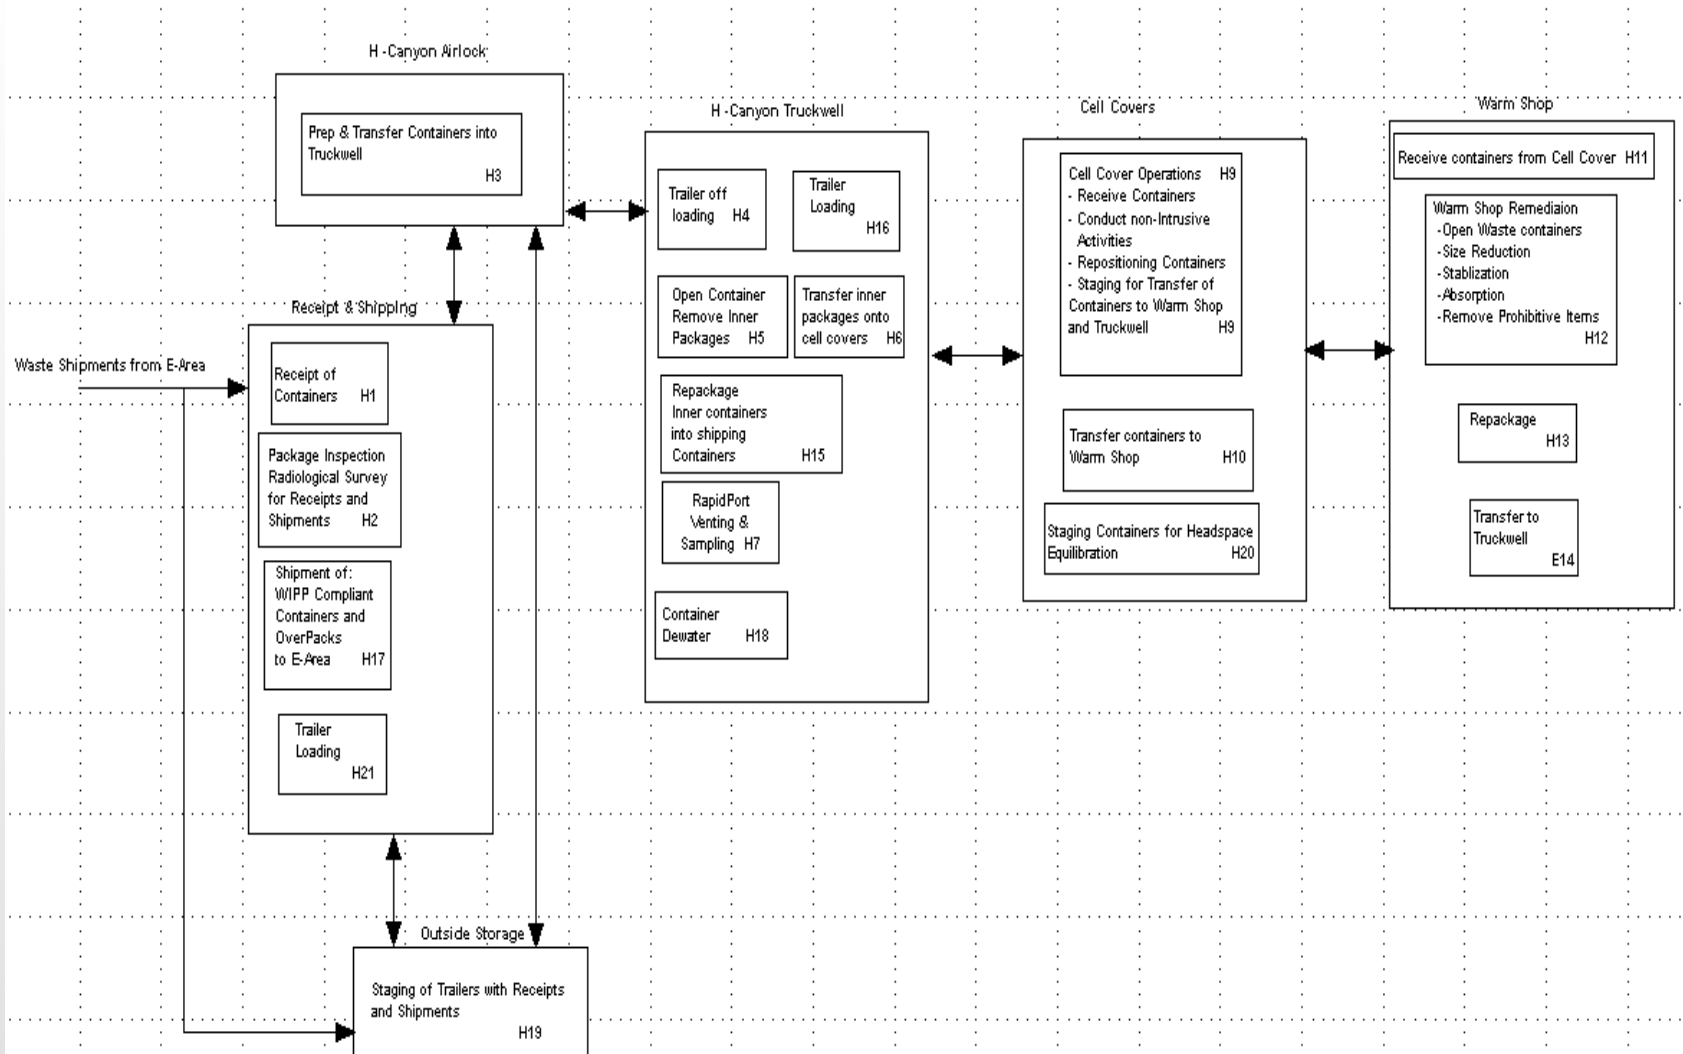 H -Canyon Airlock
Prep & Transfer Containers into
Truckwell
H3
Receipt & Shipping
Waste Shipments from E-Area
Receipt of
Containers H1
Package Inspection
Radiological Survey
for Receipts and
Shipments H2
Shipment of:
WIPP Compliant
Containers and
OverPacks
to E-Area H17
Trailer
Loading
H21
Outside Storage
Staging of Trailers with Receipts
and Shipments
H19
H -Canyon Truckwell
Trailer off
loading H4
Trailer
Loading
H16
Open Container
Remove Inner
Packages H5
Transfer inner
packages onto
cell covers H6
Repackage
Inner containers
into shipping
Containers H15
RapidPort
Venting &
Sampling H7
Container
Dewater H18
Cell Covers
Cell Cover Operations H9
- Receive Containers
- Conduct non-Intrusive
Activities
- Repositioning Containers
- Staging for Transfer of
Containers to Warm Shop
and Truckwell H9
Transfer containers to
Warm Shop H10
Staging Containers for Headspace
Equilibration H20
Warm Shop
Receive containers from Cell Cover H11
Warm Shop Remediaion
-Open Waste containers
-Size Reduction
-Stablization
-Absorption
-Remove Prohibitive Items
H12
Repackage
H13
Transfer to
Truckwell
E14